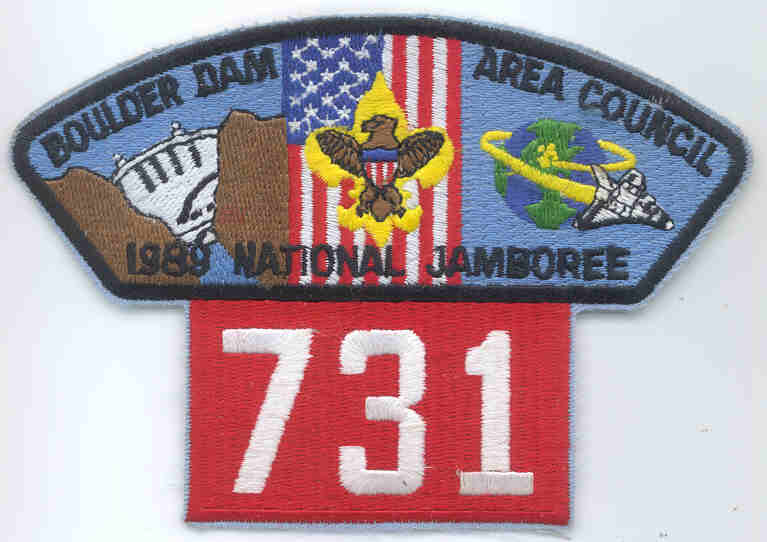 BOULDER DAM AREA COUNCIL
1989 NATIONAL JAMBOREE
731